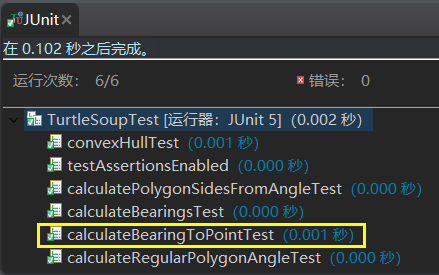 JUnit
在 0.102 秒之后完成。
运行次数： 6/6 错误： 0
TurtleSoupTest [运行器：JUnit 5]（0.002 秒）
convexHullTest（0.001 秒）
testAssertionsEnabled（0.000 秒）
calculatePolygonSidesFromAngleTest（0.000 秒）
calculateBearingsTest（0.000 秒）
calculateBearingToPointTest（0.001 秒）
calculateRegularPolygonAngleTest（0.000 秒）